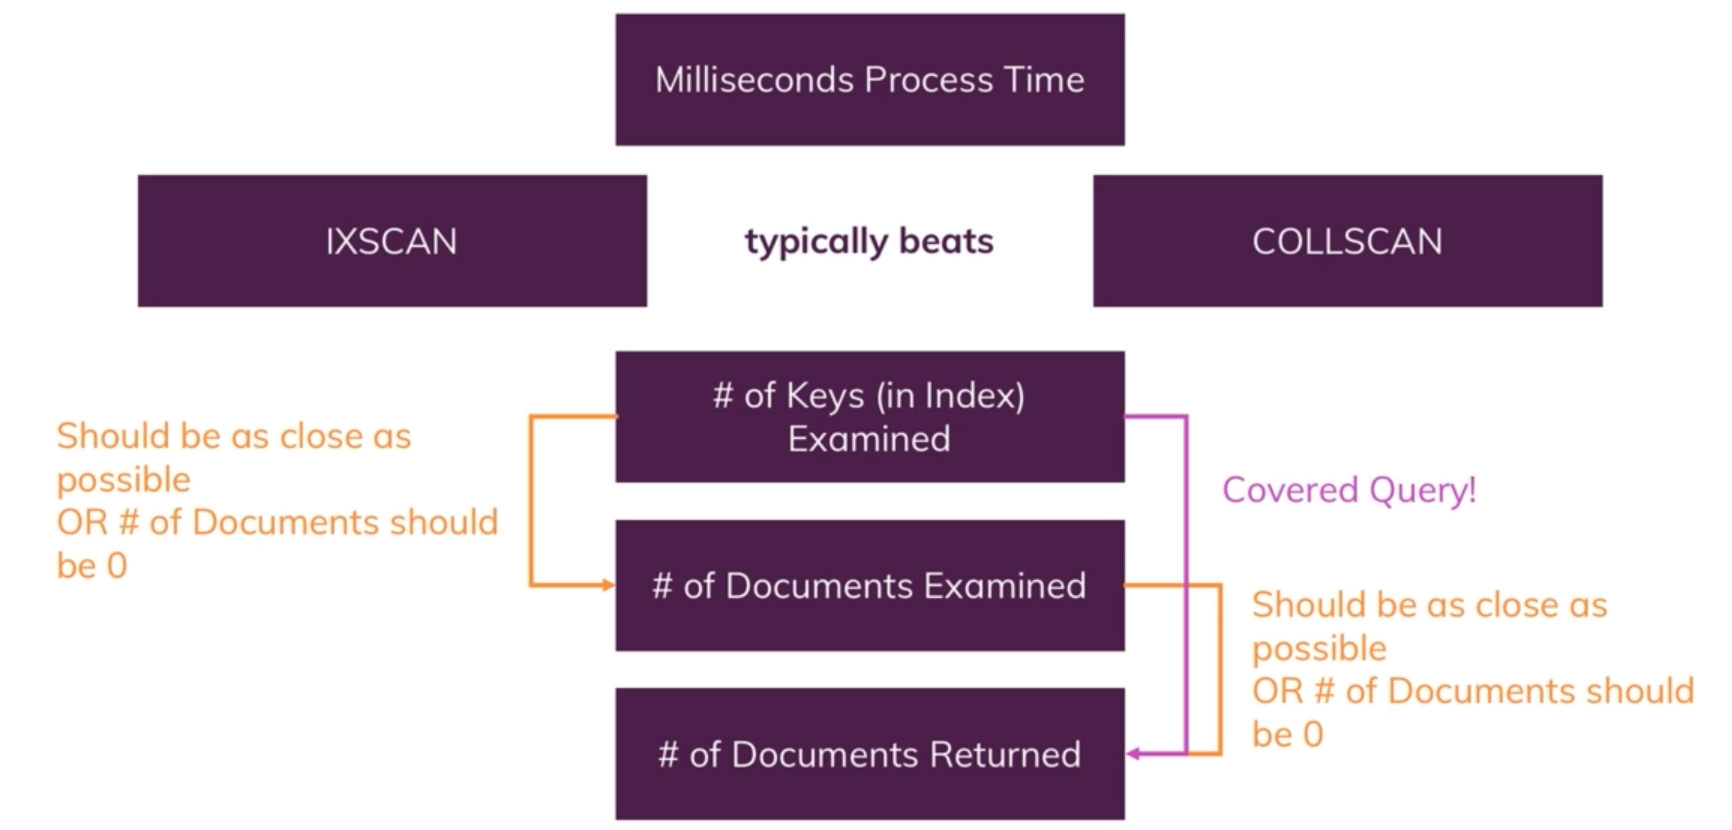 Milliseconds Process Time
IXSCAN
typically beats
COLLSCAN
# of Keys (in Index)
Examined
Should be as close as
possible
OR # of Documents should
be 0
Covered Query!
# of Documents Examined
Should be as close as
possible
OR # of Documents should
be 0
# of Documents Returned